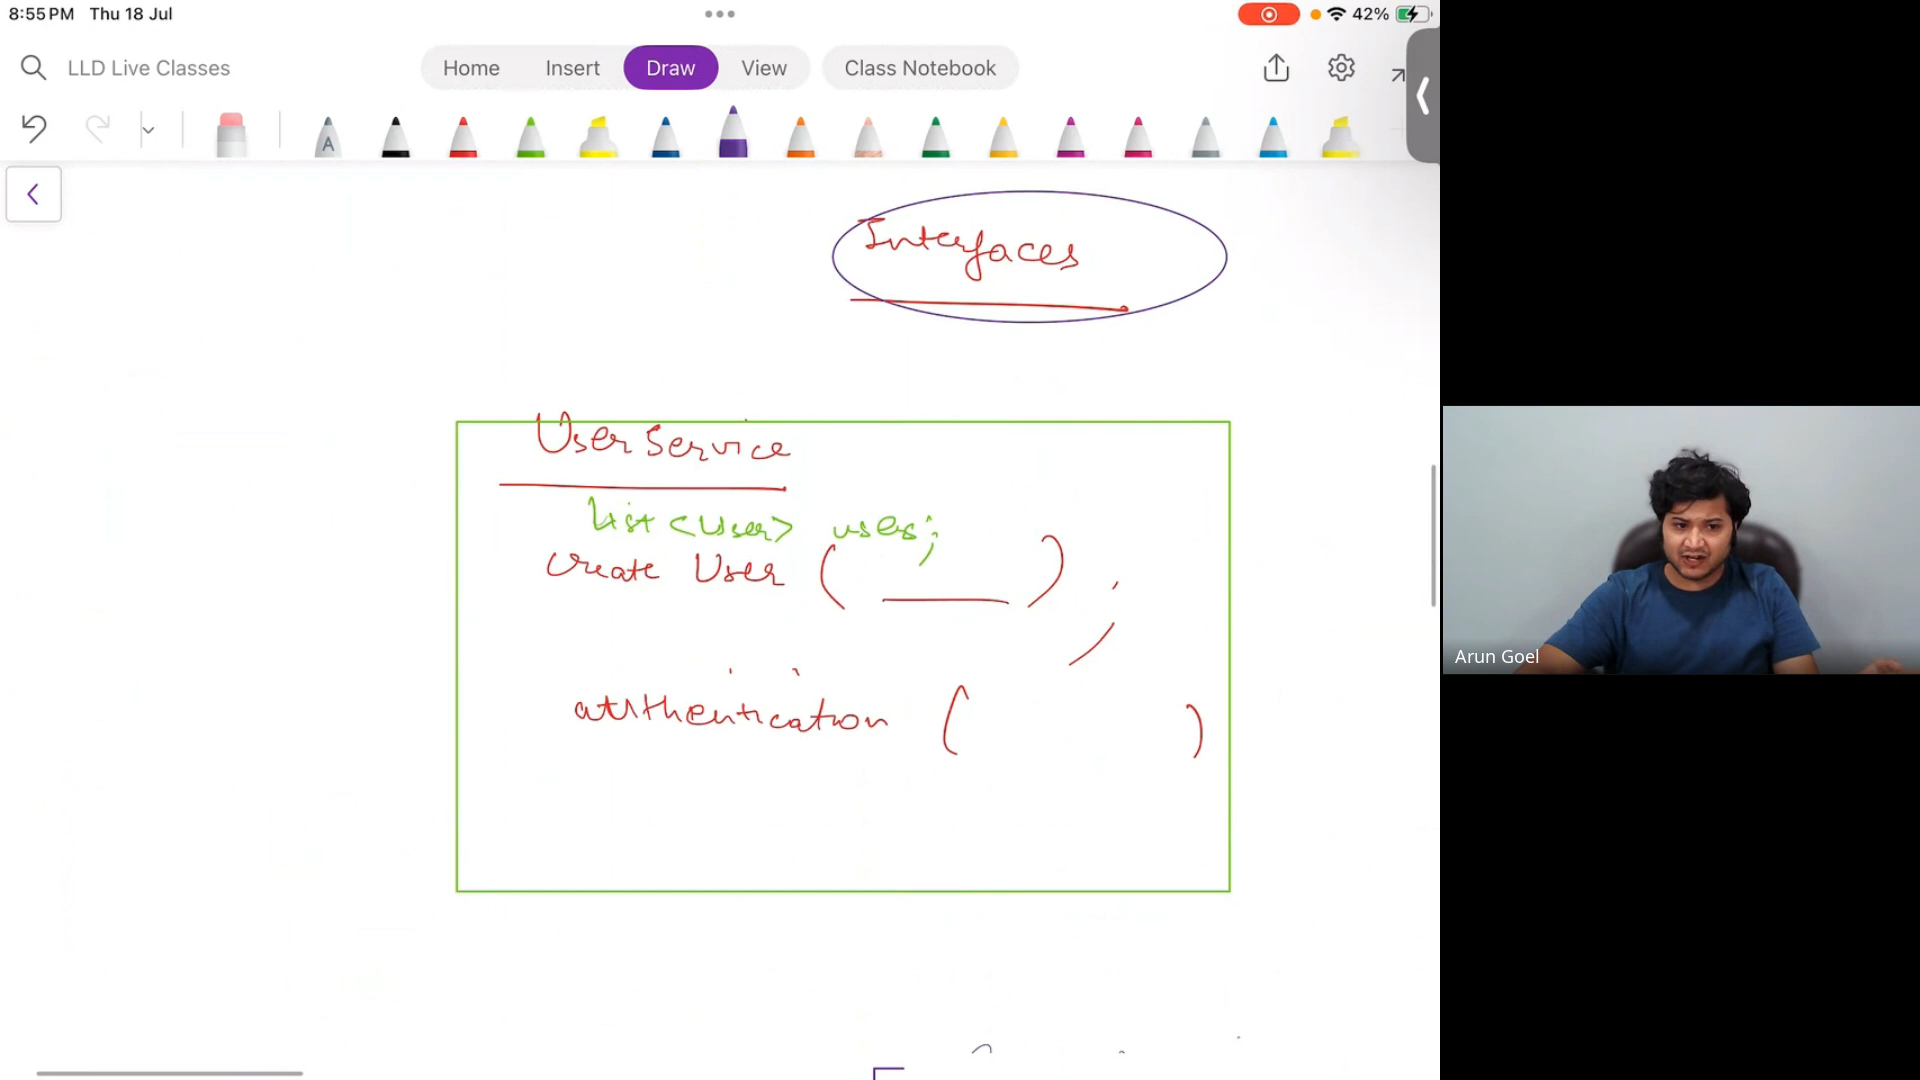 8:55 PM Thu 18 Jul
42%
LLD Live Classes
Home Insert Draw View Class Notebook
A
Interfaces
User Service
List <User> users;
Create User ( ____ ) ;
authentication ( )
Arun Goel